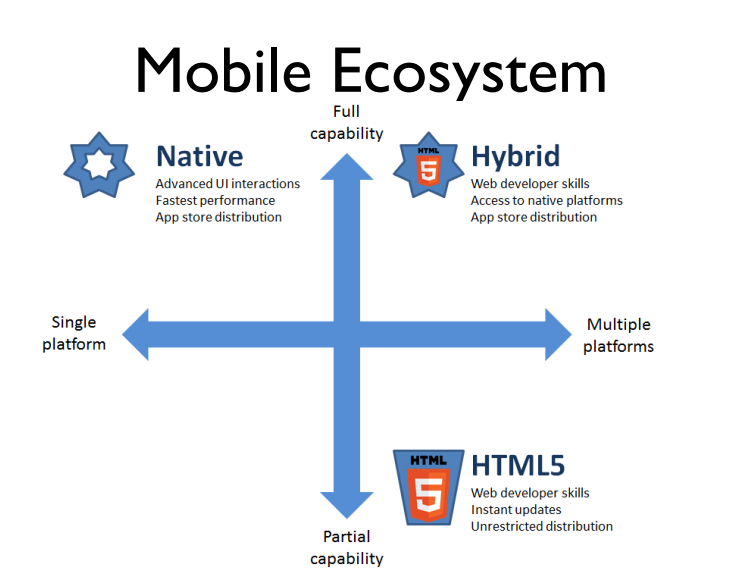 Mobile Ecosystem
Full
capability
Native
Advanced UI interactions
Fastest performance
App store distribution
HTML
5
Hybrid
Web developer skills
Access to native platforms
App store distribution
Single
platform
Multiple
platforms
HTML
5
HTML5
Web developer skills
Instant updates
Unrestricted distribution
Partial
capability